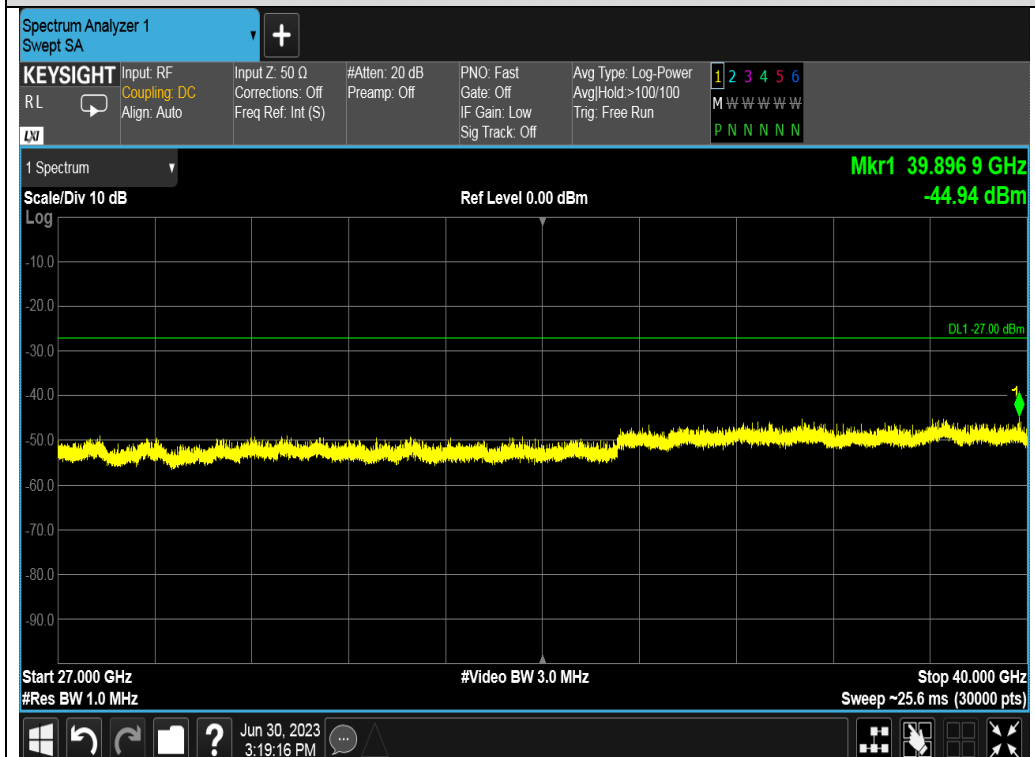 Spectrum Analyzer 1
Swept SA
+
KEYSIGHT
RL
LXI
Input: RF
Coupling: DC
Align: Auto
Input Z: 50 Ω
Corrections: Off
Freq Ref: Int (S)
#Atten: 20 dB
Preamp: Off
PNO: Fast
Gate: Off
IF Gain: Low
Sig Track: Off
Avg Type: Log-Power
Avg|Hold:>100/100
Trig: Free Run
1 2 3 4 5 6
M W W W W W
P N N N N N
1 Spectrum
Mkr1 39.896 9 GHz
-44.94 dBm
Scale/Div 10 dB
Ref Level 0.00 dBm
Log
-10.0
-20.0
DL1 -27.00 dBm
-30.0
-40.0
1
-50.0
-60.0
-70.0
-80.0
-90.0
Start 27.000 GHz
#Video BW 3.0 MHz
Stop 40.000 GHz
#Res BW 1.0 MHz
Sweep ~25.6 ms (30000 pts)
?
Jun 30, 2023
3:19:16 PM